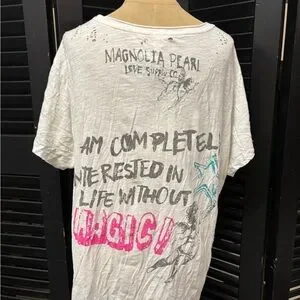 MAGNOLIA PEARL
LOVE SUPPLY CO.
AM COMPLETEL
NTERESTED IN
LIFE WITHOUT
MAGIC!